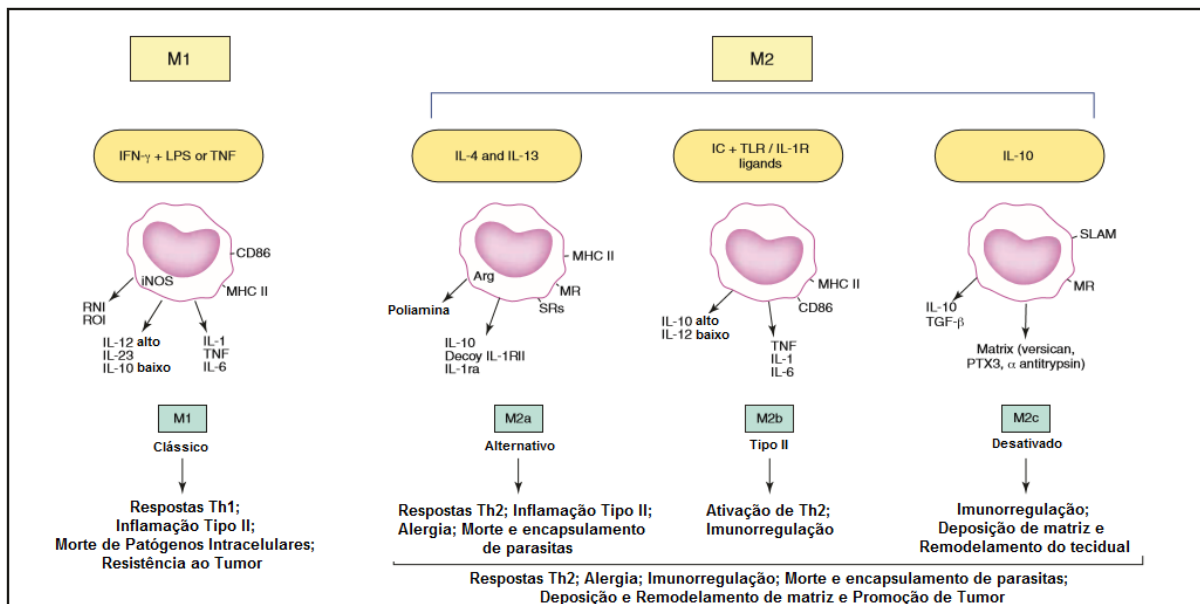 M1
M2
IFN-γ + LPS or TNF
IL-4 and IL-13
IC + TLR / IL-1R
ligands
IL-10
iNOS
CD86
MHC II
RNI
ROI
IL-12 alto
IL-23
IL-10 baixo
IL-1
TNF
IL-6
Arg
MHC II
MR
SRs
Poliamina
IL-10
Decoy IL-1RII
IL-1ra
MHC II
CD86
IL-10 alto
IL-12 baixo
TNF
IL-1
IL-6
SLAM
MR
IL-10
TGF-β
Matrix (versican,
PTX3, α antitrypsin)
M1
Clássico
M2a
Alternativo
M2b
Tipo II
M2c
Desativado
Respostas Th1;
Inflamação Tipo II;
Morte de Patógenos Intracelulares;
Resistência ao Tumor
Respostas Th2; Inflamação Tipo II;
Alergia; Morte e encapsulamento
de parasitas
Ativação de Th2;
Imunorregulação
Imunorregulação;
Deposição de matriz e
Remodelamento do tecidual
Respostas Th2; Alergia; Imunorregulação; Morte e encapsulamento de parasitas;
Deposição e Remodelamento de matriz e Promoção de Tumor